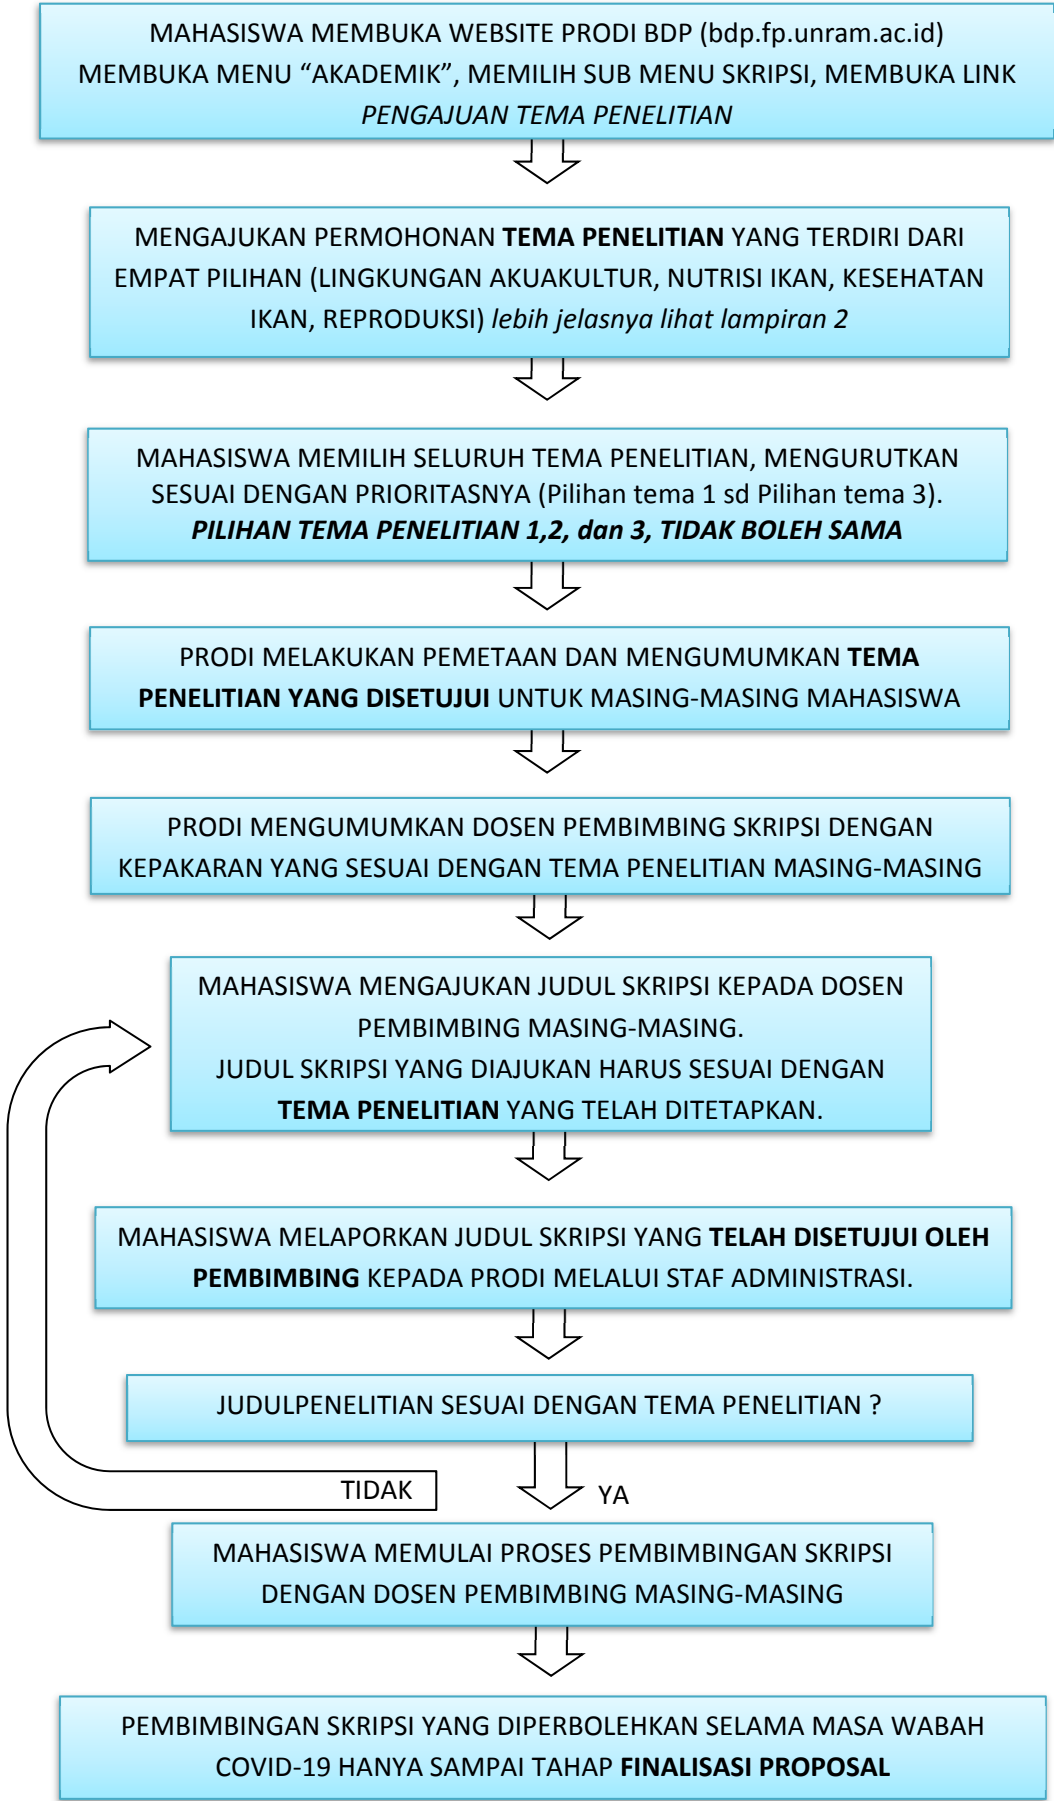 MAHASISWA MEMBUKA WEBSITE PRODI BDP (bdp.fp.unram.ac.id)
MEMBUKA MENU “AKADEMIK”, MEMILIH SUB MENU SKRIPSI, MEMBUKA LINK
PENGAJUAN TEMA PENELITIAN
MENGAJUKAN PERMOHONAN TEMA PENELITIAN YANG TERDIRI DARI
EMPAT PILIHAN (LINGKUNGAN AKUAKULTUR, NUTRISI IKAN, KESEHATAN
IKAN, REPRODUKSI) lebih jelasnya lihat lampiran 2
MAHASISWA MEMILIH SELURUH TEMA PENELITIAN, MENGURUTKAN
SESUAI DENGAN PRIORITASNYA (Pilihan tema 1 sd Pilihan tema 3).
PILIHAN TEMA PENELITIAN 1,2, dan 3, TIDAK BOLEH SAMA
PRODI MELAKUKAN PEMETAAN DAN MENGUMUMKAN TEMA
PENELITIAN YANG DISETUJUI UNTUK MASING-MASING MAHASISWA
PRODI MENGUMUMKAN DOSEN PEMBIMBING SKRIPSI DENGAN
KEPAKARAN YANG SESUAI DENGAN TEMA PENELITIAN MASING-MASING
MAHASISWA MENGAJUKAN JUDUL SKRIPSI KEPADA DOSEN
PEMBIMBING MASING-MASING.
JUDUL SKRIPSI YANG DIAJUKAN HARUS SESUAI DENGAN
TEMA PENELITIAN YANG TELAH DITETAPKAN.
MAHASISWA MELAPORKAN JUDUL SKRIPSI YANG TELAH DISETUJUI OLEH
PEMBIMBING KEPADA PRODI MELALUI STAF ADMINISTRASI.
JUDULPENELITIAN SESUAI DENGAN TEMA PENELITIAN ?
TIDAK
YA
MAHASISWA MEMULAI PROSES PEMBIMBINGAN SKRIPSI
DENGAN DOSEN PEMBIMBING MASING-MASING
PEMBIMBINGAN SKRIPSI YANG DIPERBOLEHKAN SELAMA MASA WABAH
COVID-19 HANYA SAMPAI TAHAP FINALISASI PROPOSAL